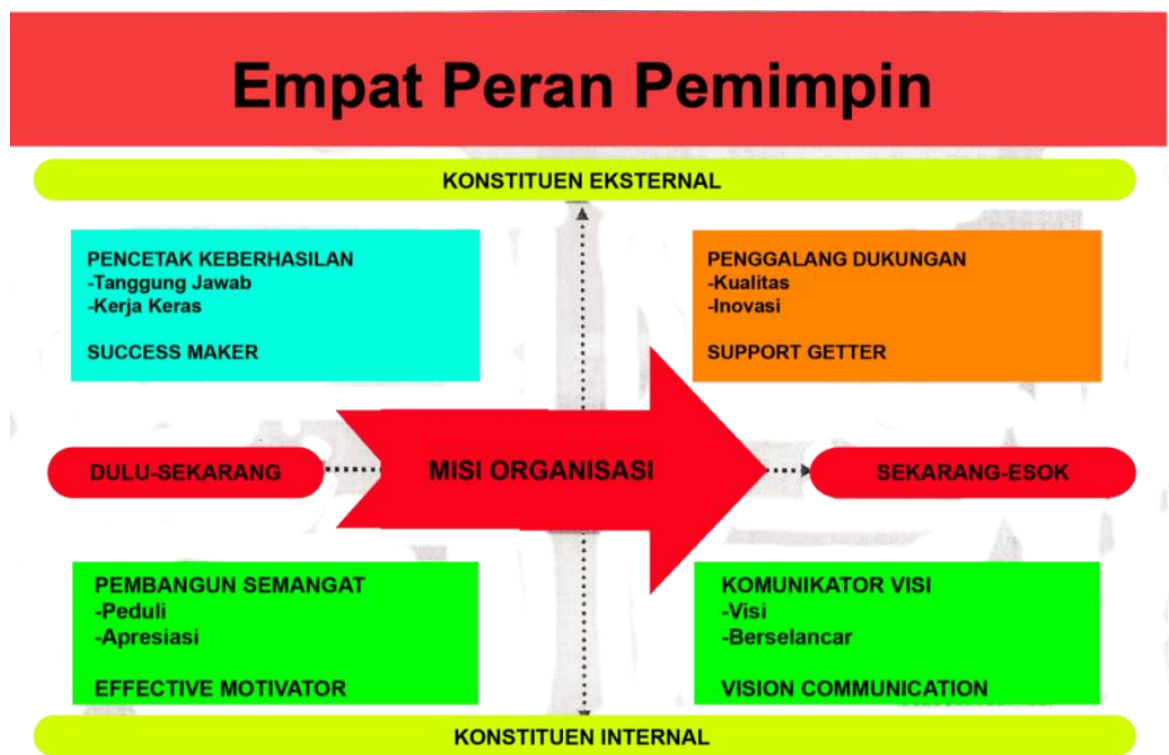 Empat Peran Pemimpin
KONSTITUEN EKSTERNAL
PENCETAK KEBERHASILAN
-Tanggung Jawab
-Kerja Keras
SUCCESS MAKER
PENGGALANG DUKUNGAN
-Kualitas
-Inovasi
SUPPORT GETTER
DULU-SEKARANG
MISI ORGANISASI
SEKARANG-ESOK
PEMBANGUN SEMANGAT
-Peduli
-Apresiasi
EFFECTIVE MOTIVATOR
KOMUNIKATOR VISI
-Visi
-Berselancar
VISION COMMUNICATION
KONSTITUEN INTERNAL